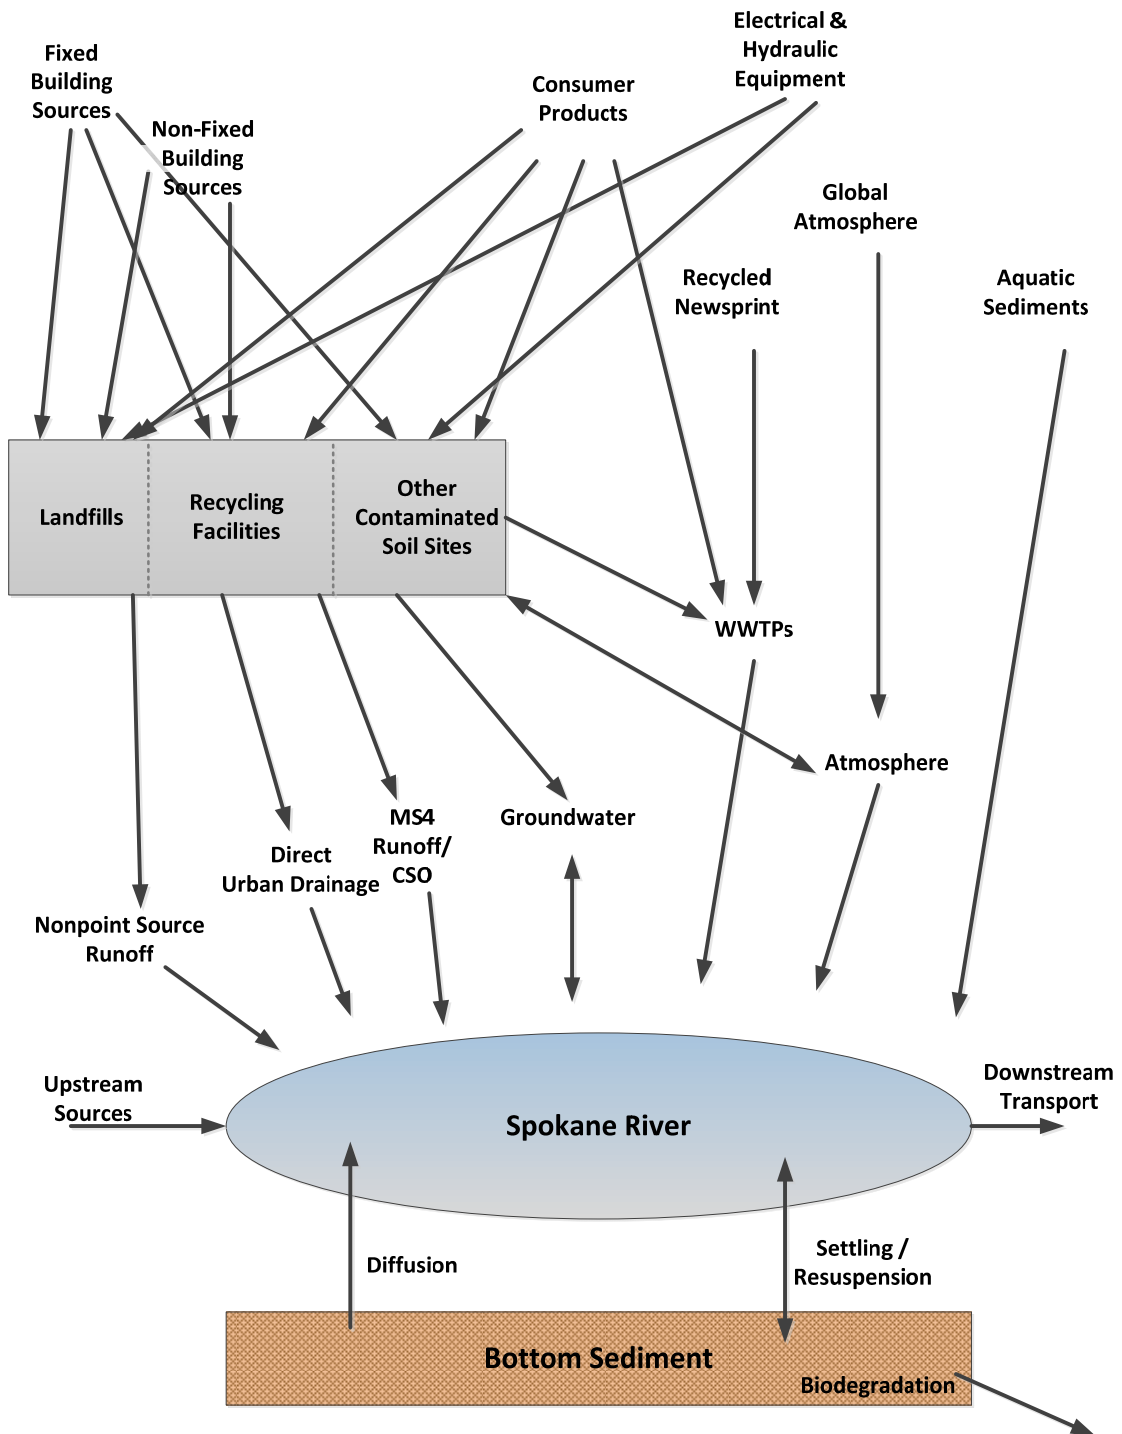 Electrical &
Hydraulic
Equipment
Fixed
Building
Sources
Consumer
Products
Non-Fixed
Building
Sources
Global
Atmosphere
Recycled
Newsprint
Aquatic
Sediments
Landfills
Recycling
Facilities
Other
Contaminated
Soil Sites
WWTPs
Atmosphere
MS4
Runoff/
CSO
Groundwater
Direct
Urban Drainage
Nonpoint Source
Runoff
Upstream
Sources
Downstream
Transport
Spokane River
Diffusion
Settling /
Resuspension
Bottom Sediment
Biodegradation